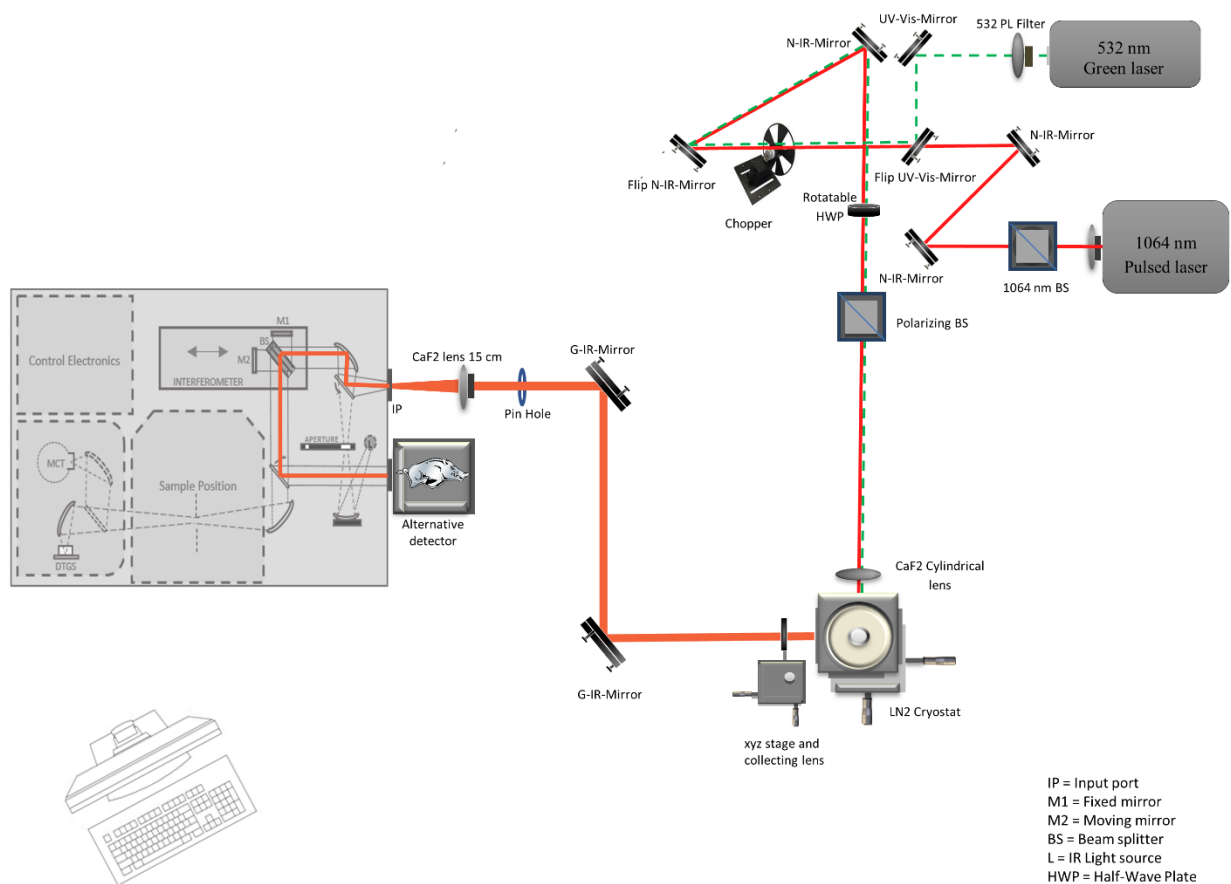 UV-Vis-Mirror
532 PL Filter
N-IR-Mirror
532 nm
Green laser
N-IR-Mirror
Flip N-IR-Mirror
Flip UV-Vis-Mirror
Chopper
Rotatable
HWP
1064 nm
Pulsed laser
N-IR-Mirror
1064 nm BS
Polarizing BS
M1
BS
M2
Control Electronics
INTERFEROMETER
G-IR-Mirror
CaF2 lens 15 cm
IP
Pin Hole
APERTURE
L
MCT
Sample Position
Alternative
detector
DTGS
CaF2 Cylindrical
lens
G-IR-Mirror
LN2 Cryostat
xyz stage and
collecting lens
IP = Input port
M1 = Fixed mirror
M2 = Moving mirror
BS = Beam splitter
L = IR Light source
HWP = Half-Wave Plate